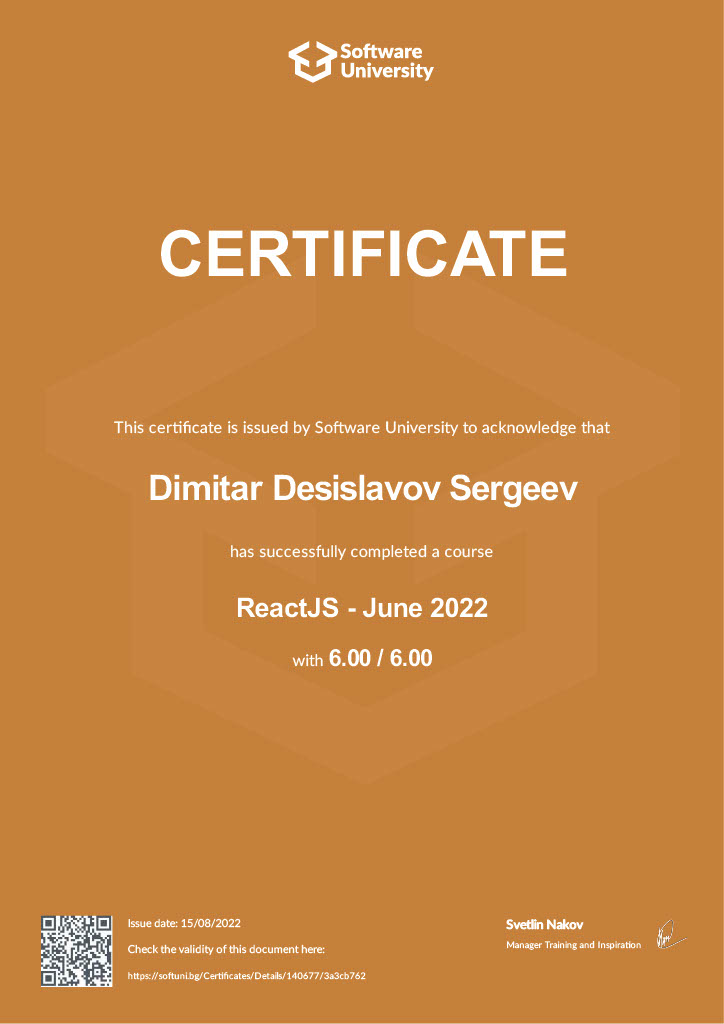 Software
University
CERTIFICATE
This certificate is issued by Software University to acknowledge that
Dimitar Desislavov Sergeev
has successfully completed a course
ReactJS - June 2022
with 6.00 / 6.00
Issue date: 15/08/2022
Check the validity of this document here:
https://softuni.bg/Certificates/Details/140677/3a3cb762
Svetlin Nakov
Manager Training and Inspiration